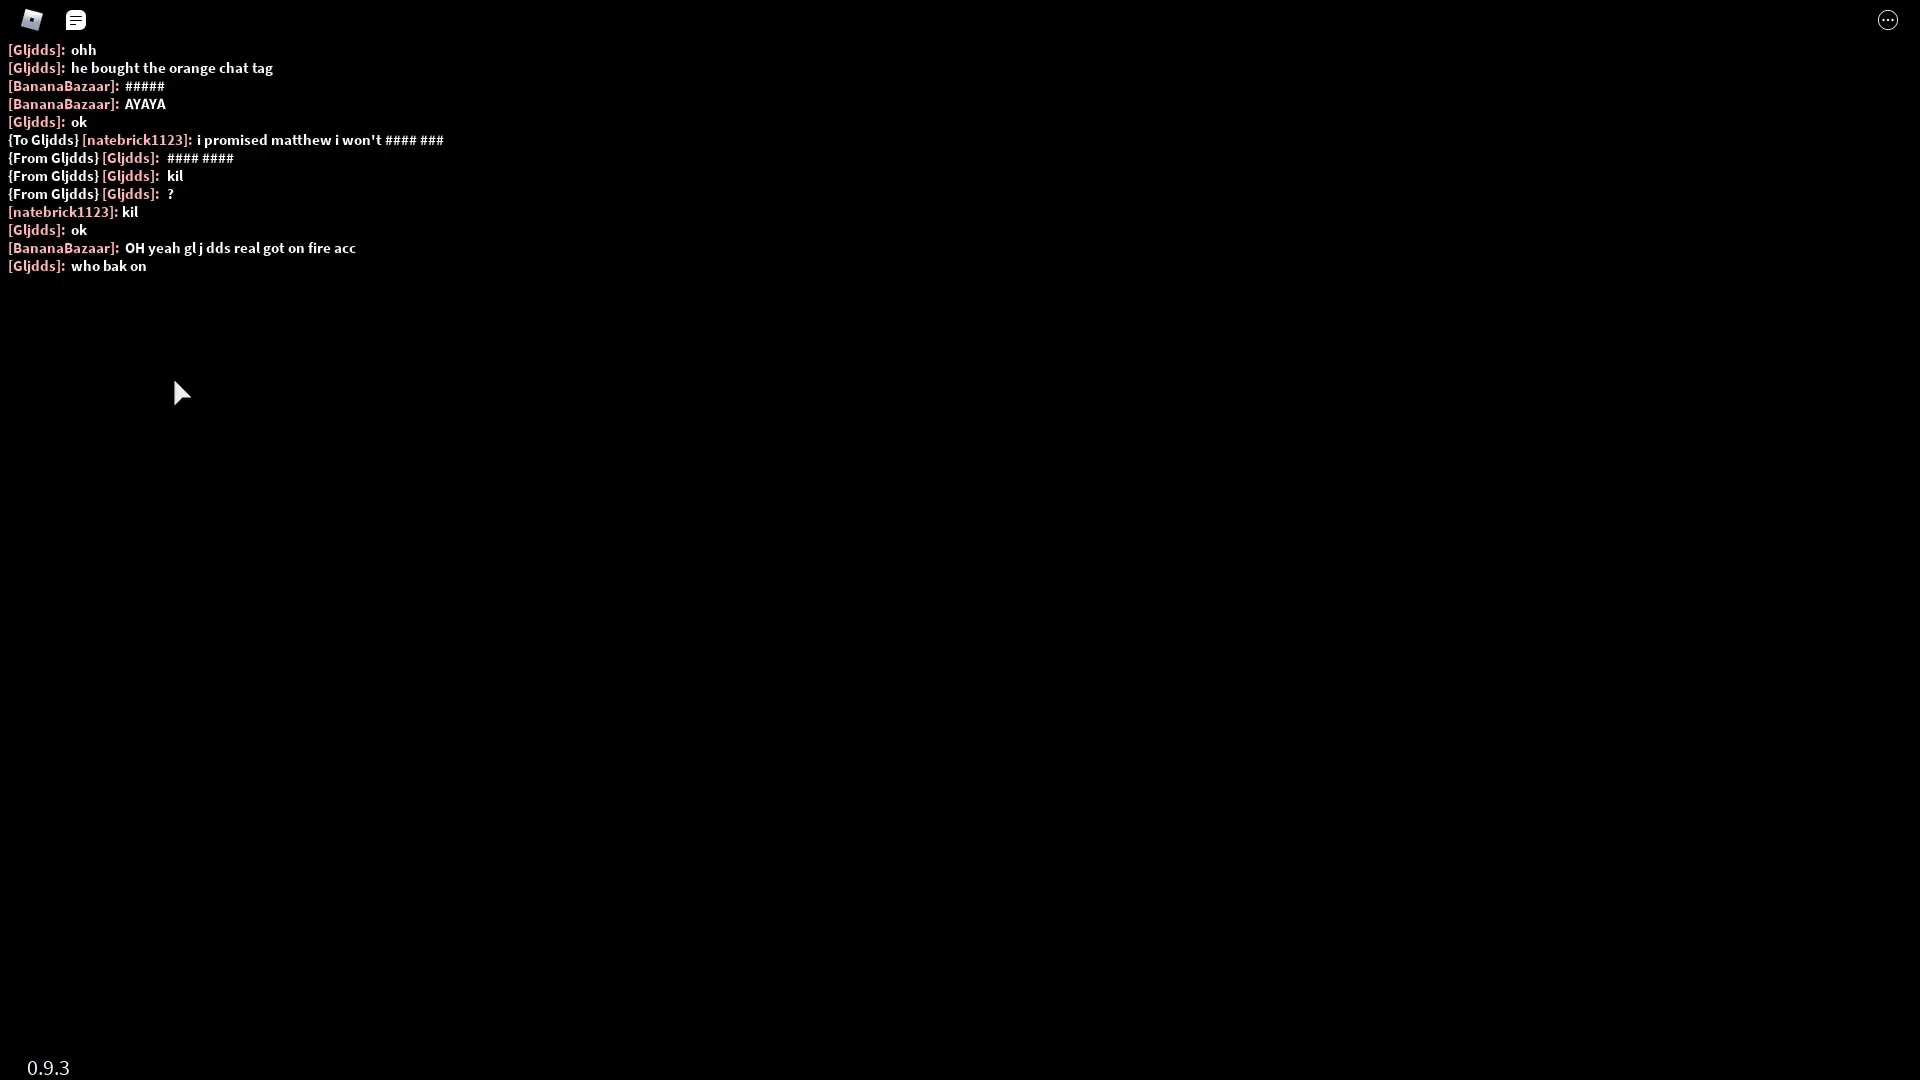 [Gljdds]: ohh
[Gljdds]: he bought the orange chat tag
[BananaBazaar]: #####
[BananaBazaar]: AYAYA
[Gljdds]: ok
{To Gljdds} [natebrick1123]: i promised matthew i won't #### ###
{From Gljdds} [Gljdds]: #### ####
{From Gljdds} [Gljdds]: kil
{From Gljdds} [Gljdds]: ?
[natebrick1123]: kil
[Gljdds]: ok
[BananaBazaar]: OH yeah gl j dds real got on fire acc
[Gljdds]: who bak on
0.9.3